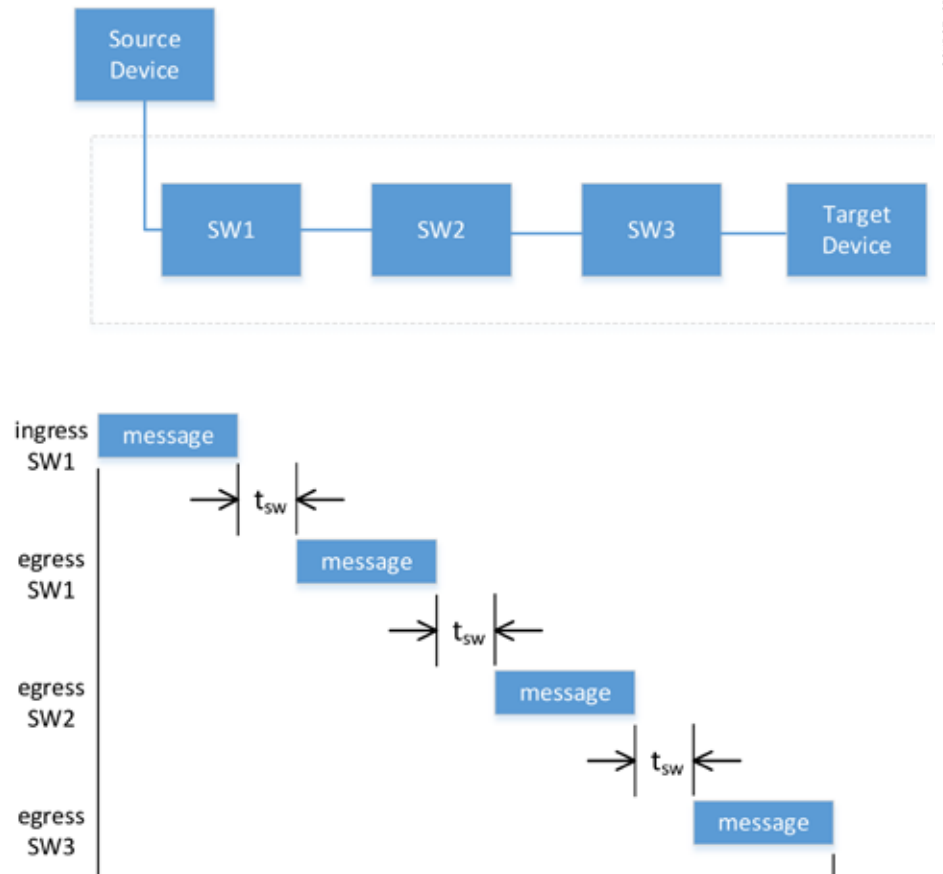 Source
Device
SW1
SW2
SW3
Target
Device
ingress
SW1
message
tsw
egress
SW1
message
tsw
egress
SW2
message
tsw
egress
SW3
message